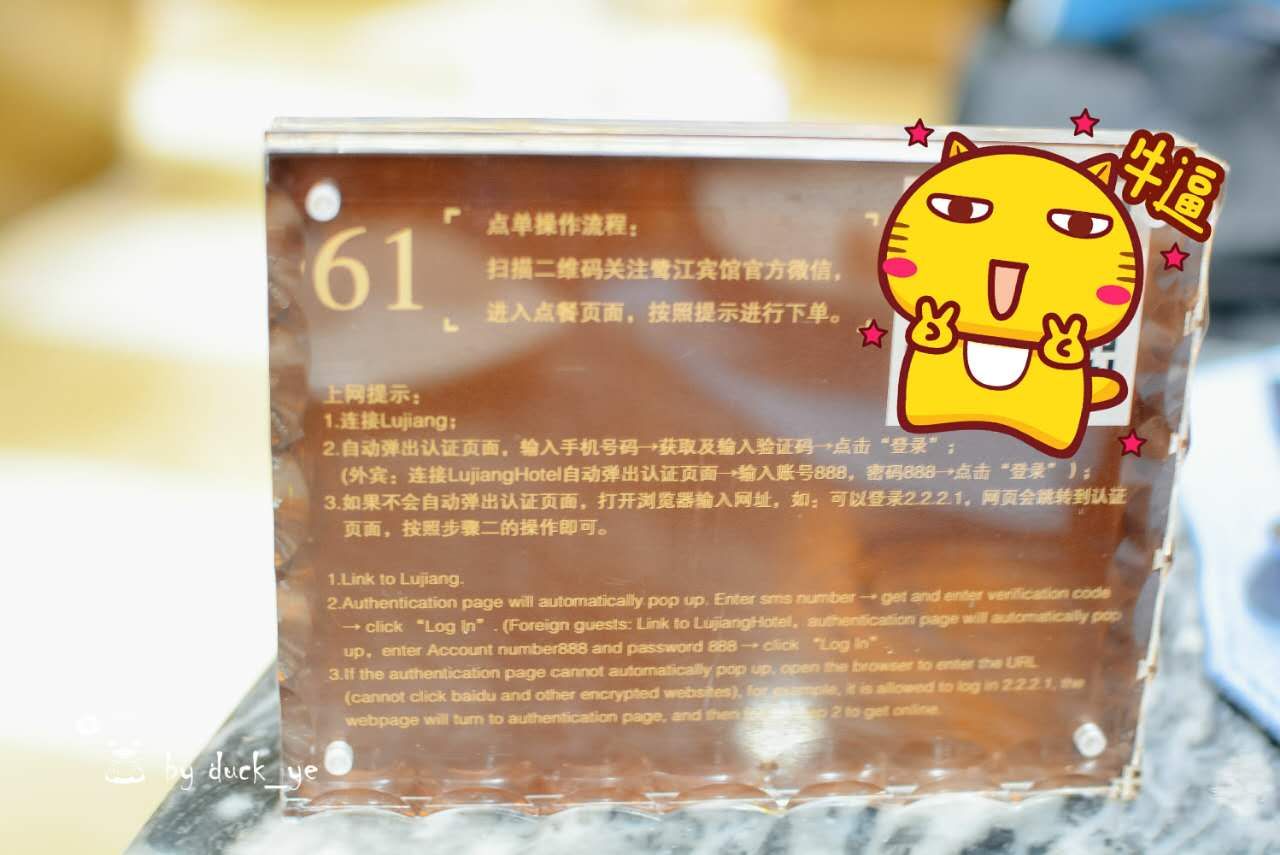 61
点单操作流程：
扫描二维码关注鹭江宾馆官方微信，
进入点餐页面，按照提示进行下单。
牛逼
上网提示：
1.连接Lujiang；
2.自动弹出认证页面，输入手机号码→获取及输入验证码→点击“登录”；
(外宾：连接LujiangHotel自动弹出认证页面→输入账号888，密码888→点击“登录”)；
3.如果不会自动弹出认证页面，打开浏览器输入网址，如：可以登录2.2.2.1，网页会跳转到认证
页面，按照步骤二的操作即可。
1.Link to Lujiang.
2.Authentication page will automatically pop up. Enter sms number → get and enter verification code
→ click “Log In”. (Foreign guests: Link to LujiangHotel，authentication page will automatically pop
up，enter Account number888 and password 888 → click “Log In”
3.If the authentication page cannot automatically pop up, open the browser to enter the URL
(cannot click baidu and other encrypted websites), for example, it is allowed to log in 2.2.2.1, the
webpage will turn to authentication page, and then 2 to get online.
by duck_ye